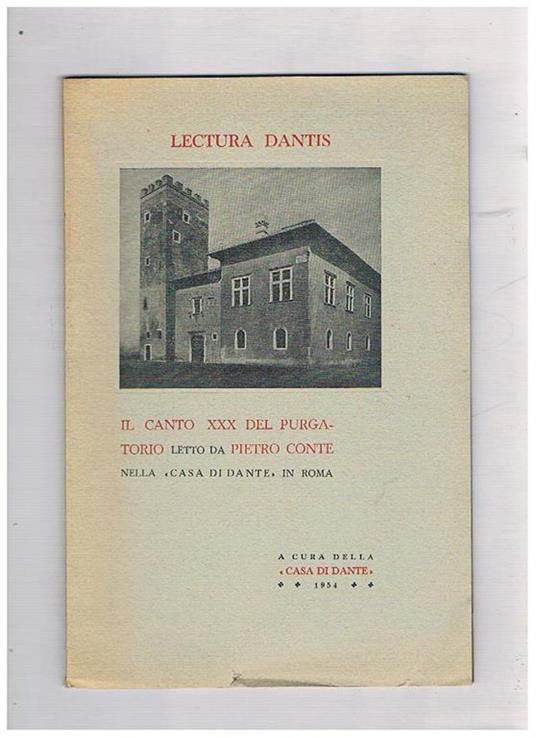 LECTURA DANTIS
IL CANTO XXX DEL PURGA-
TORIO LETTO DA PIETRO CONTE
NELLA «CASA DI DANTE» IN ROMA
A CURA DELLA
«CASA DI DANTE»
1954